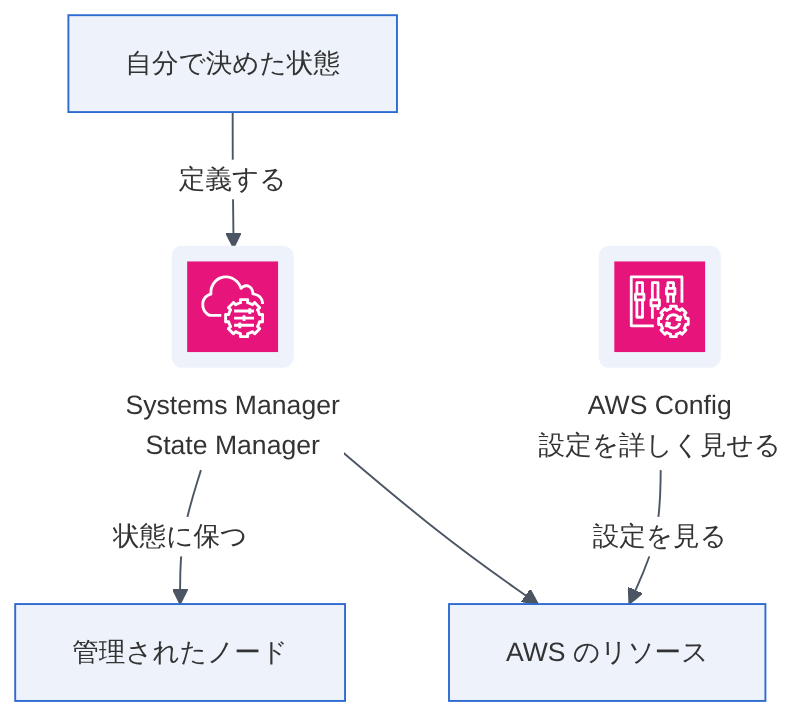 自分で決めた状態
定義する
Systems Manager
State Manager
AWS Config
設定を詳しく見せる
状態に保つ
設定を見る
管理されたノード
AWS のリソース